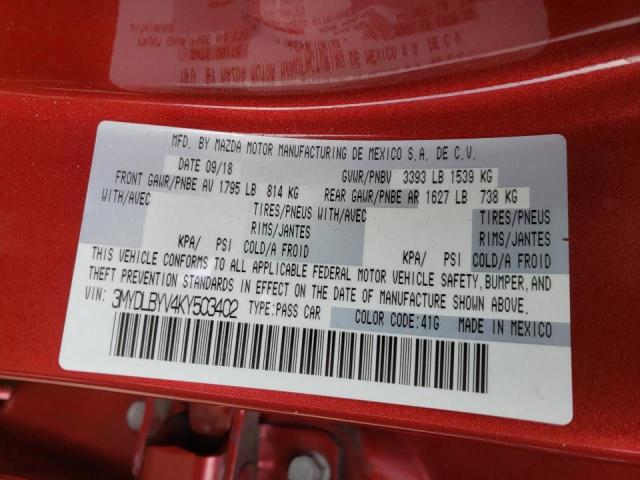 MFD. BY MAZDA MOTOR MANUFACTURING DE MEXICO S.A. DE C.V.
DATE 09/18 GVWR/PNBV 3393 LB 1539 KG
FRONT GAWR/PNBE AV 1795 LB 814 KG REAR GAWR/PNBE AR 1627 LB 738 KG
WITH/AVEC TIRES/PNEUS WITH/AVEC TIRES/PNEUS
RIMS/JANTES RIMS/JANTES
KPA/ PSI COLD/A FROID KPA/ PSI COLD/A FROID
THIS VEHICLE CONFORMS TO ALL APPLICABLE FEDERAL MOTOR VEHICLE SAFETY, BUMPER, AND
THEFT PREVENTION STANDARDS IN EFFECT ON THE DATE OF MANUFACTURE SHOWN ABOVE.
VIN: 3MYDLBYV4KY503402 TYPE:PASS CAR COLOR CODE:41G MADE IN MEXICO